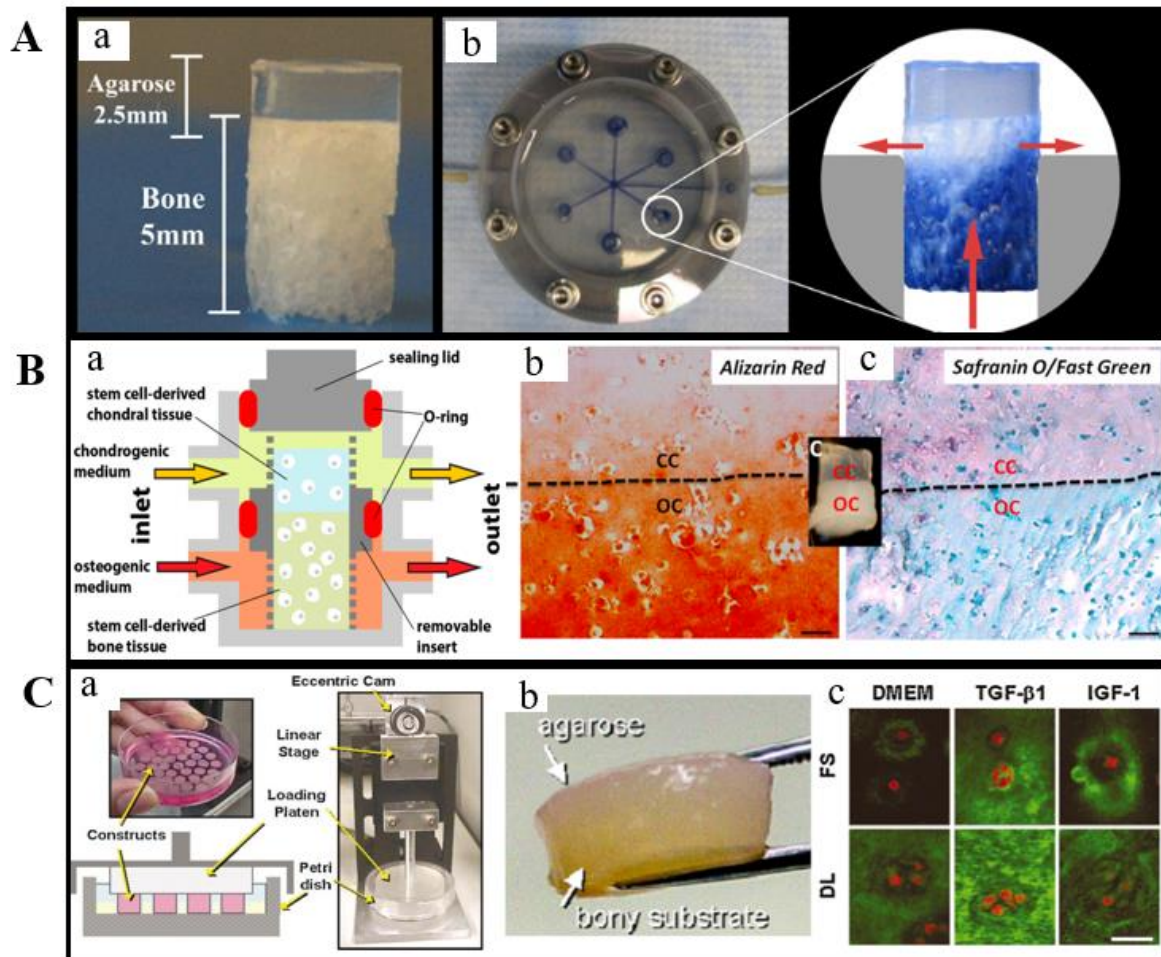 A
a
Agarose
2.5mm
Bone
5mm
b
B
a
sealing lid
stem cell-derived
chondral tissue
O-ring
chondrogenic
medium
inlet
outlet
osteogenic
medium
stem cell-derived
bone tissue
removable
insert
b
Alizarin Red
CC
OC
C
CC
OC
c
Safranin O/Fast Green
CC
OC
C
a
Eccentric Cam
Linear
Stage
Loading
Platen
Constructs
Petri
dish
b
agarose
bony substrate
c
DMEM
TGF-β1
IGF-1
FS
DL